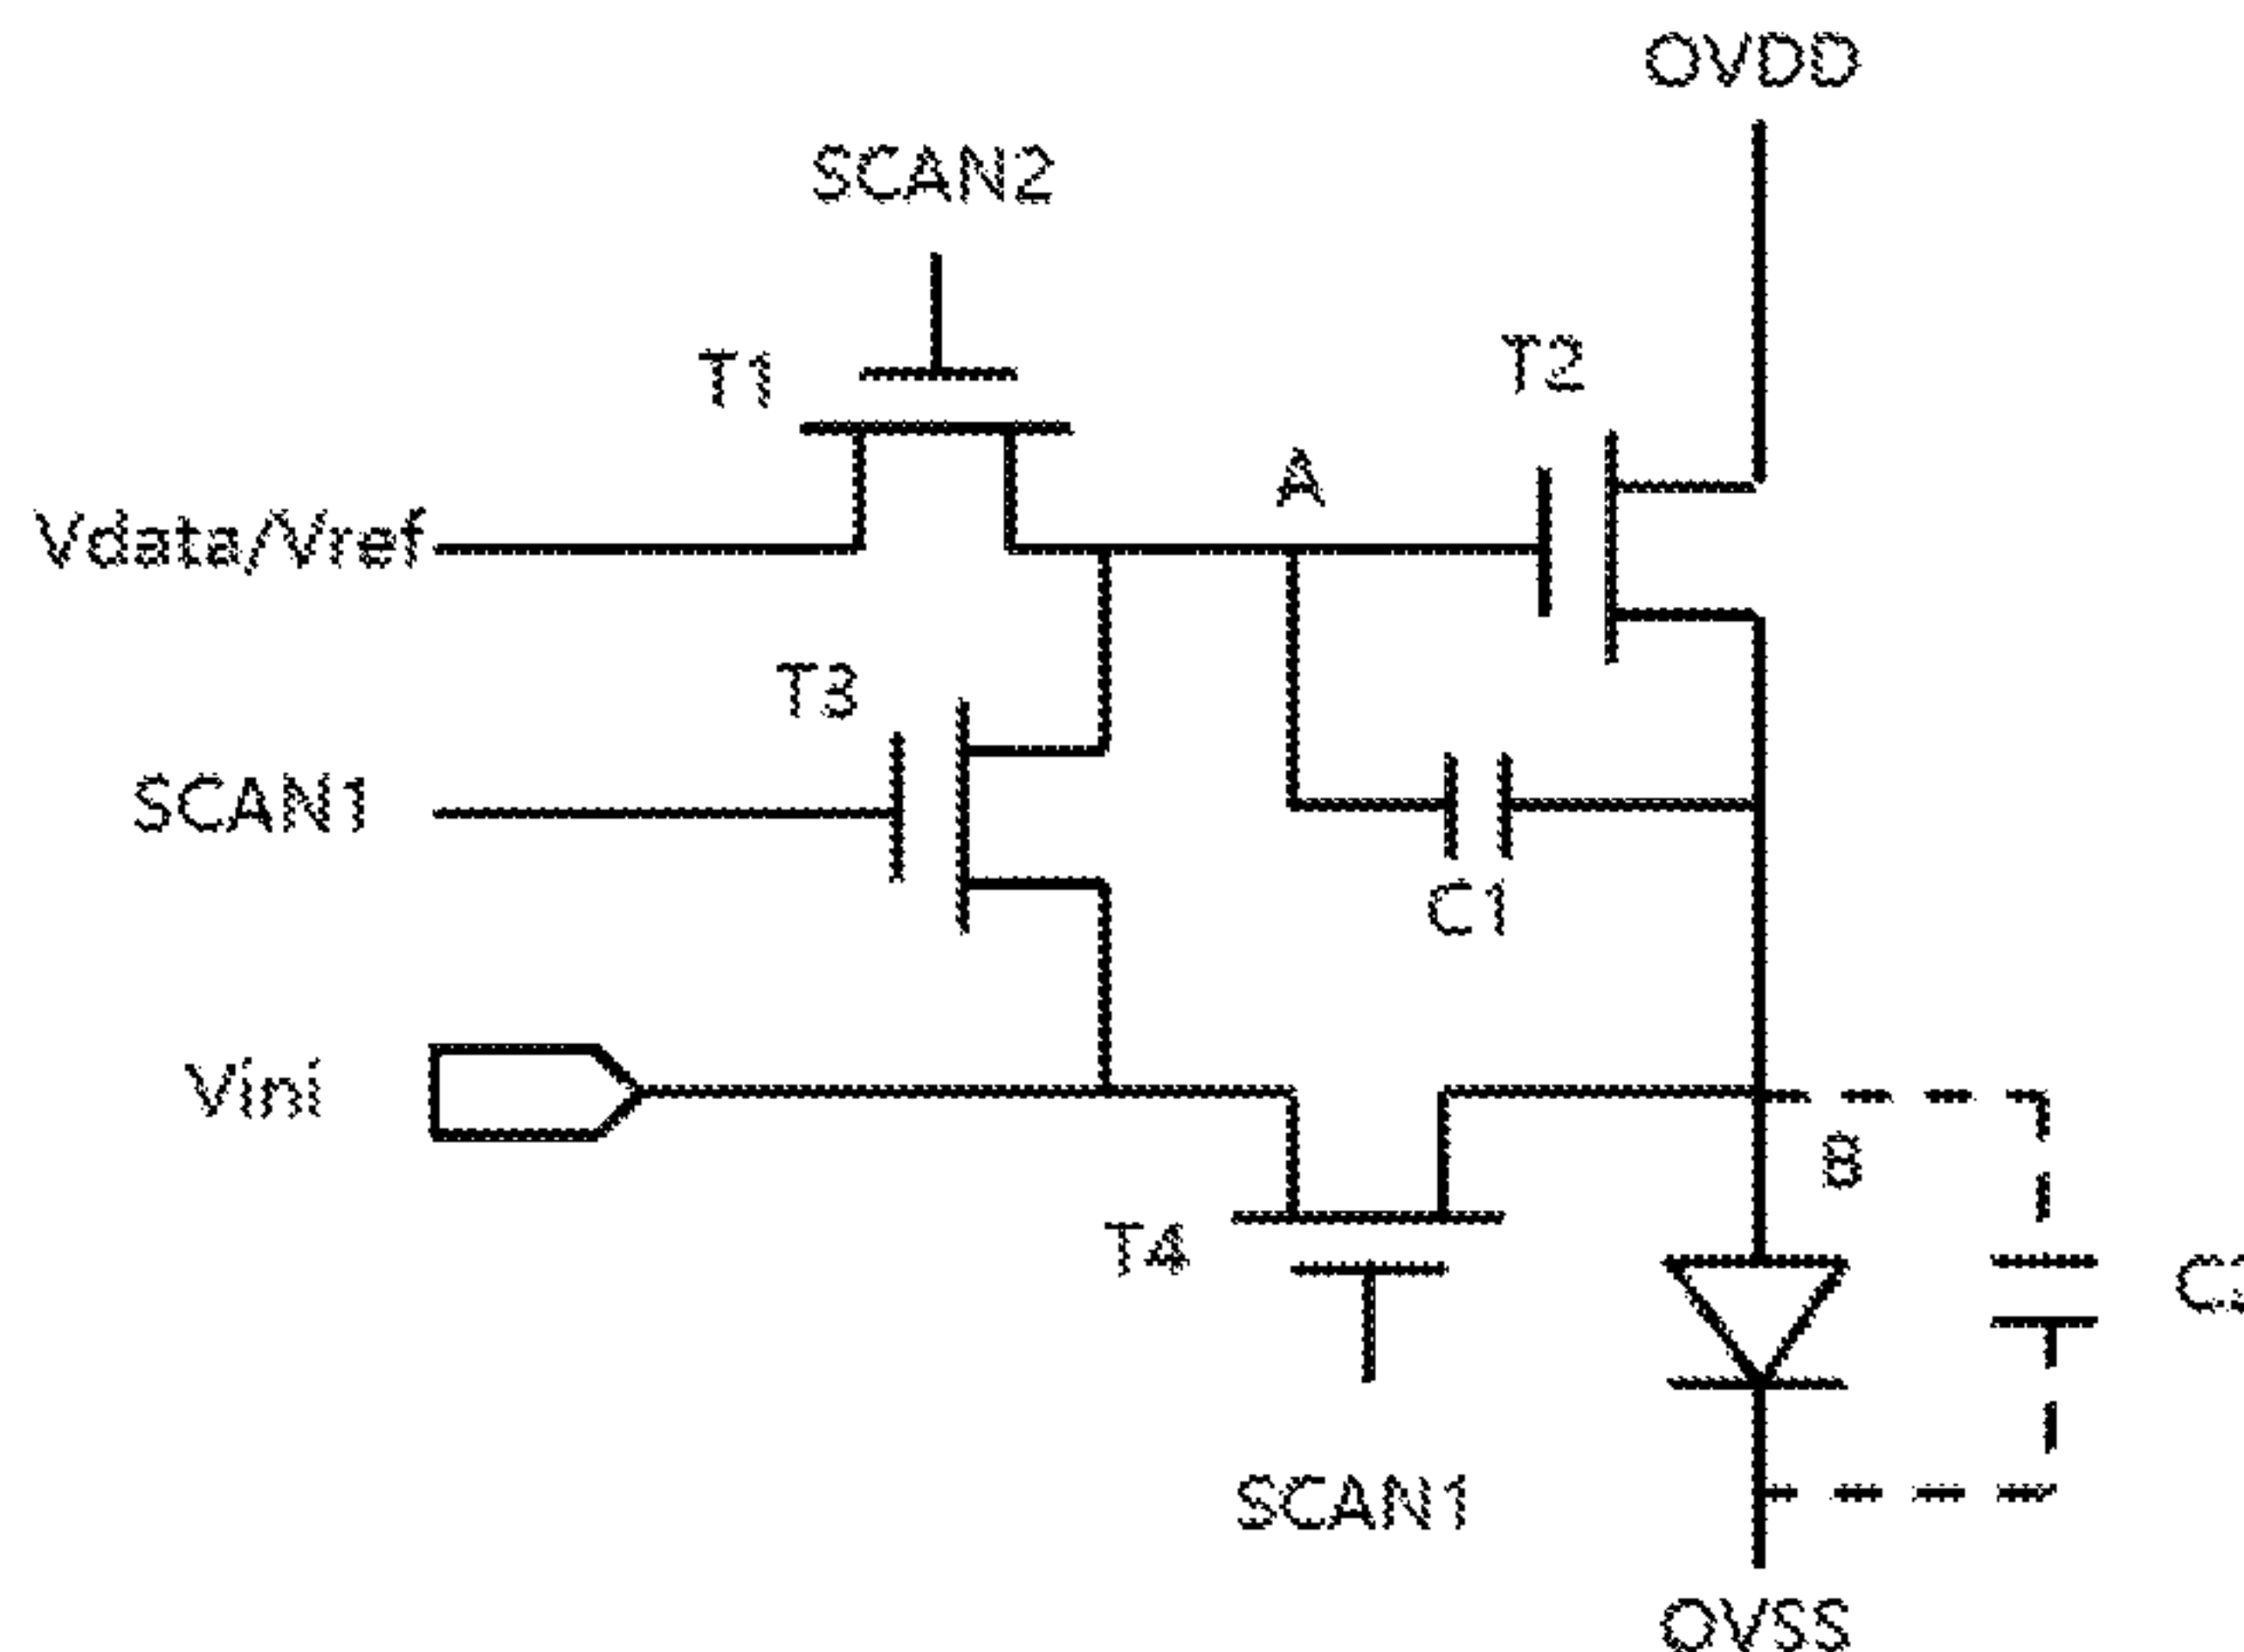 OVDD
SCAN2
T1
T2
A
Vdata/Vref
T3
SCAN1
C1
Vini
B
T4
SCAN1
OVSS